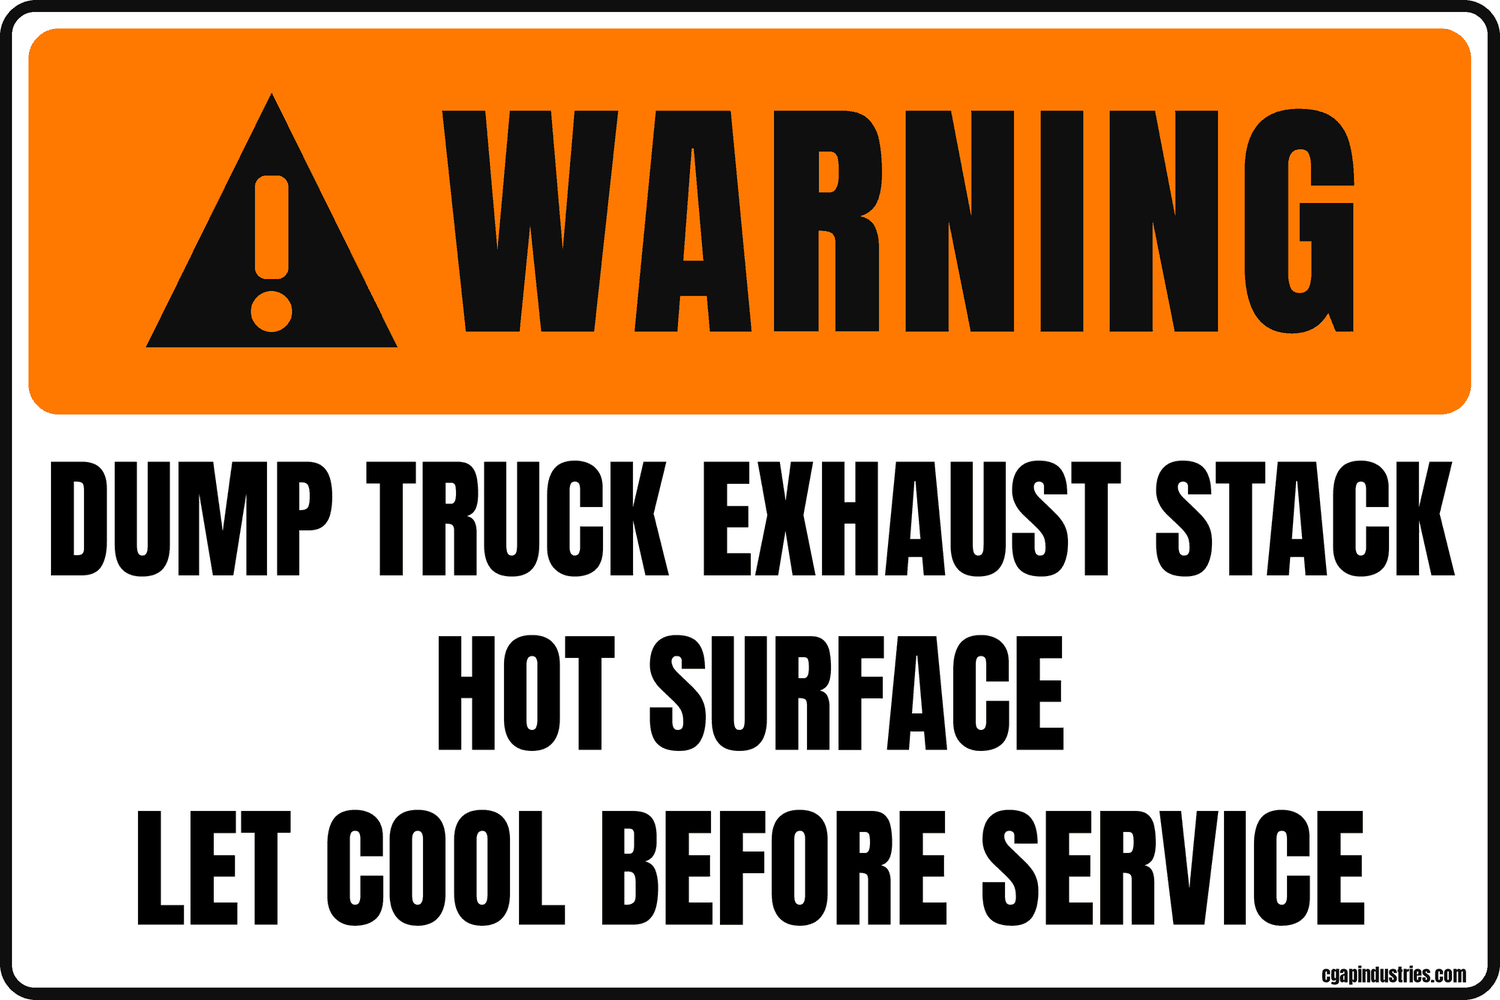 WARNING
DUMP TRUCK EXHAUST STACK
HOT SURFACE
LET COOL BEFORE SERVICE
cgapindustries.com